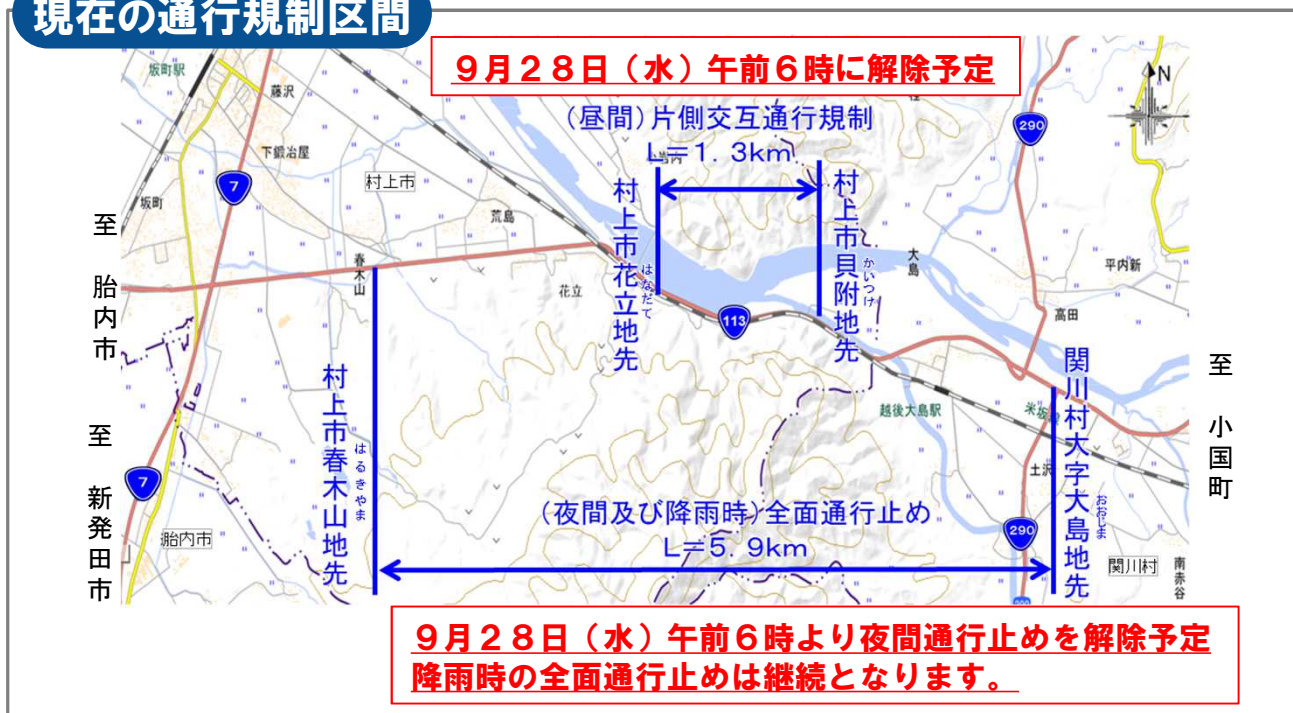 現在の通行規制区間
９月２８日（水）午前６時に解除予定
(昼間)片側交互通行規制
L=1.3km
N
坂町駅
藤沢
下鍛冶屋
村上市
坂町
荒島
春木山
花立
7
290
大島
平内新
高田
113
越後大島駅
土沢
290
関川村
南赤谷
7
胎内市
至 胎内市
至 新発田市
至 小国町
村上市花立地先
はなだて
村上市貝附地先
かいつけ
村上市春木山地先
はるきやま
関川村大字大島地先
おおじま
(夜間及び降雨時)全面通行止め
L=5.9km
９月２８日（水）午前６時より夜間通行止めを解除予定
降雨時の全面通行止めは継続となります。